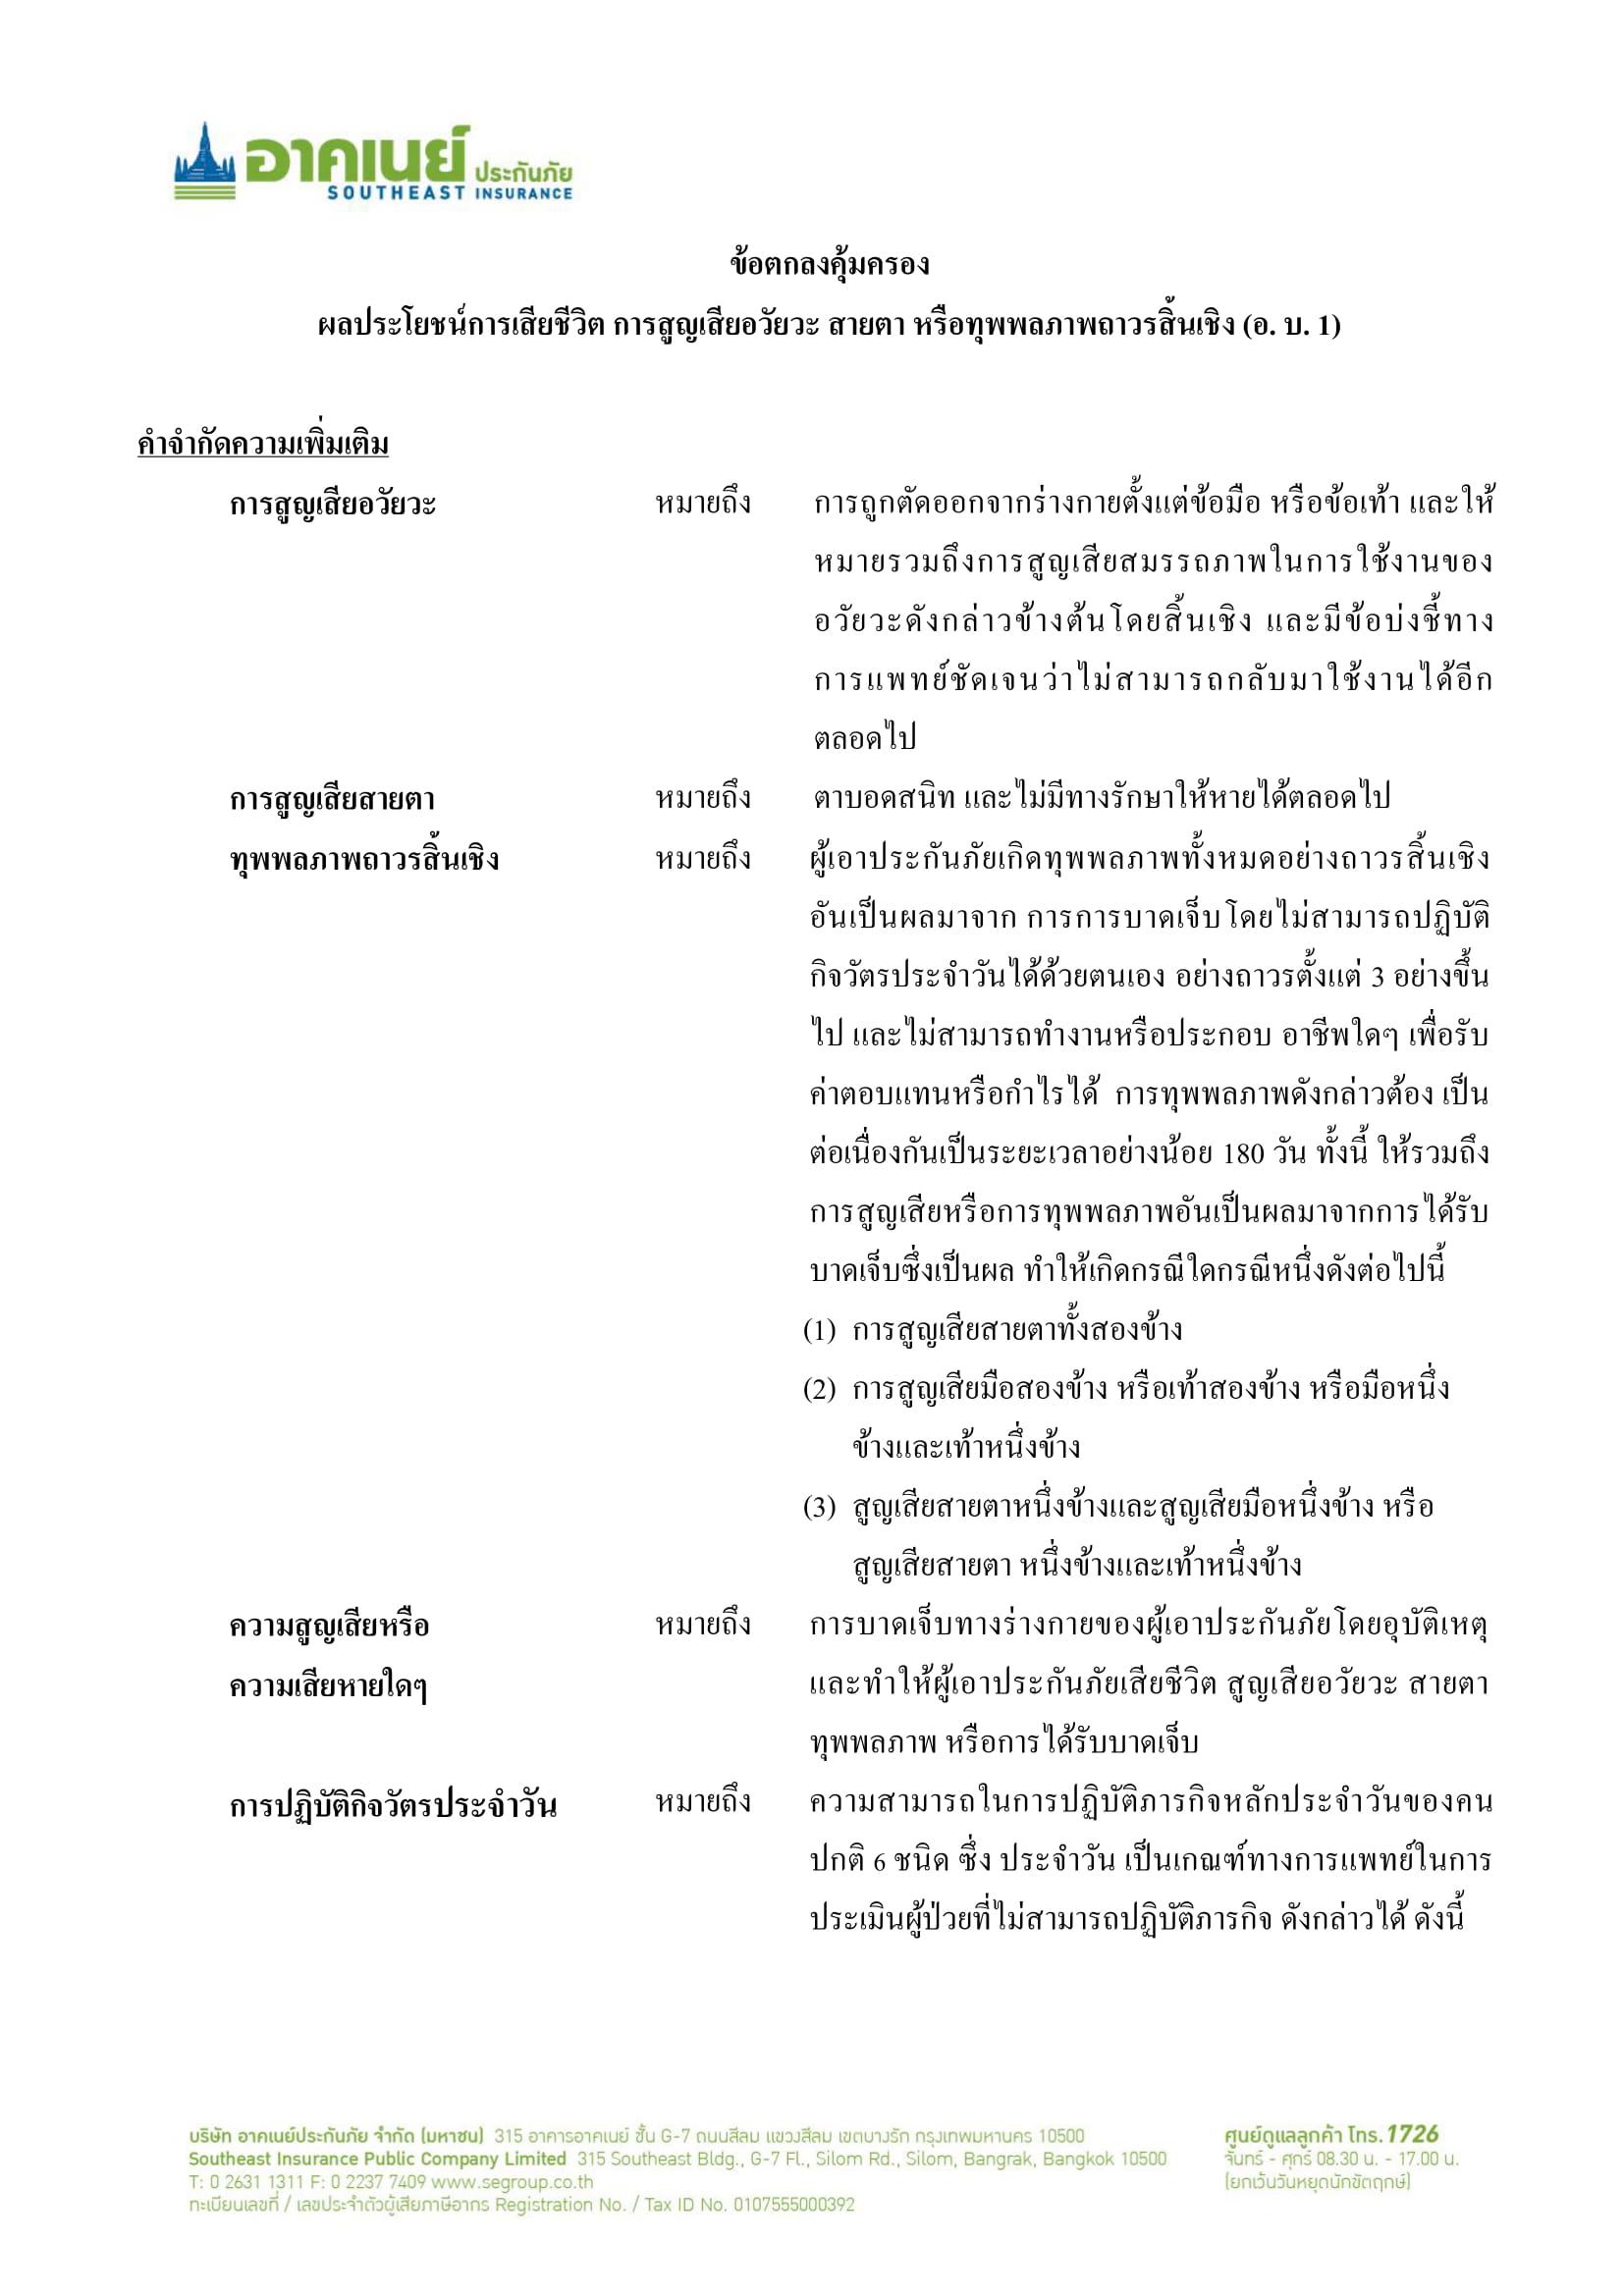 อาคเนย์ ประกันภัย
SOUTHEAST INSURANCE
ข้อตกลงคุ้มครอง
ผลประโยชน์การเสียชีวิต การสูญเสียอวัยวะ สายตา หรือทุพพลภาพถาวรสิ้นเชิง (อ. บ. 1)
คำจำกัดความเพิ่มเติม
การสูญเสียอวัยวะ หมายถึง การถูกตัดออกจากร่างกายตั้งแต่ข้อมือ หรือข้อเท้า และให้
หมายรวมถึงการสูญเสียสมรรถภาพในการใช้งานของ
อวัยวะดังกล่าวข้างต้นโดยสิ้นเชิง และมีข้อบ่งชี้ทาง
การแพทย์ชัดเจนว่าไม่สามารถกลับมาใช้งานได้อีก
ตลอดไป
การสูญเสียสายตา หมายถึง ตาบอดสนิท และไม่มีทางรักษาให้หายได้ตลอดไป
ทุพพลภาพถาวรสิ้นเชิง หมายถึง ผู้เอาประกันภัยเกิดทุพพลภาพทั้งหมดอย่างถาวรสิ้นเชิง
อันเป็นผลมาจาก การการบาดเจ็บโดยไม่สามารถปฏิบัติ
กิจวัตรประจำวันได้ด้วยตนเอง อย่างถาวรตั้งแต่ 3 อย่างขึ้น
ไป และไม่สามารถทำงานหรือประกอบ อาชีพใดๆ เพื่อรับ
ค่าตอบแทนหรือกำไรได้ การทุพพลภาพดังกล่าวต้อง เป็น
ต่อเนื่องกันเป็นระยะเวลาอย่างน้อย 180 วัน ทั้งนี้ ให้รวมถึง
การสูญเสียหรือการทุพพลภาพอันเป็นผลมาจากการได้รับ
บาดเจ็บซึ่งเป็นผล ทำให้เกิดกรณีใดกรณีหนึ่งดังต่อไปนี้
(1) การสูญเสียสายตาทั้งสองข้าง
(2) การสูญเสียมือสองข้าง หรือเท้าสองข้าง หรือมือหนึ่ง
ข้างและเท้าหนึ่งข้าง
(3) สูญเสียสายตาหนึ่งข้างและสูญเสียมือหนึ่งข้าง หรือ
สูญเสียสายตา หนึ่งข้างและเท้าหนึ่งข้าง
ความสูญเสียหรือ หมายถึง การบาดเจ็บทางร่างกายของผู้เอาประกันภัยโดยอุบัติเหตุ
ความเสียหายใดๆ และทำให้ผู้เอาประกันภัยเสียชีวิต สูญเสียอวัยวะ สายตา
ทุพพลภาพ หรือการได้รับบาดเจ็บ
การปฏิบัติกิจวัตรประจำวัน หมายถึง ความสามารถในการปฏิบัติภารกิจหลักประจำวันของคน
ปกติ 6 ชนิด ซึ่ง ประจำวัน เป็นเกณฑ์ทางการแพทย์ในการ
ประเมินผู้ป่วยที่ไม่สามารถปฏิบัติภารกิจ ดังกล่าวได้ ดังนี้
บริษัท อาคเนย์ประกันภัย จำกัด (มหาชน) 315 อาคารอาคเนย์ ชั้น G-7 ถนนสีลม แขวงสีลม เขตบางรัก กรุงเทพมหานคร 10500
Southeast Insurance Public Company Limited 315 Southeast Bldg., G-7 Fl., Silom Rd., Silom, Bangrak, Bangkok 10500
T: 0 2631 1311 F: 0 2237 7409 www.segroup.co.th
ทะเบียนเลขที่ / เลขประจำตัวผู้เสียภาษีอากร Registration No. / Tax ID No. 0107555000392
ศูนย์ดูแลลูกค้า โทร.1726
จันทร์ - ศุกร์ 08.30 น. - 17.00 น.
(ยกเว้นวันหยุดนักขัตฤกษ์)